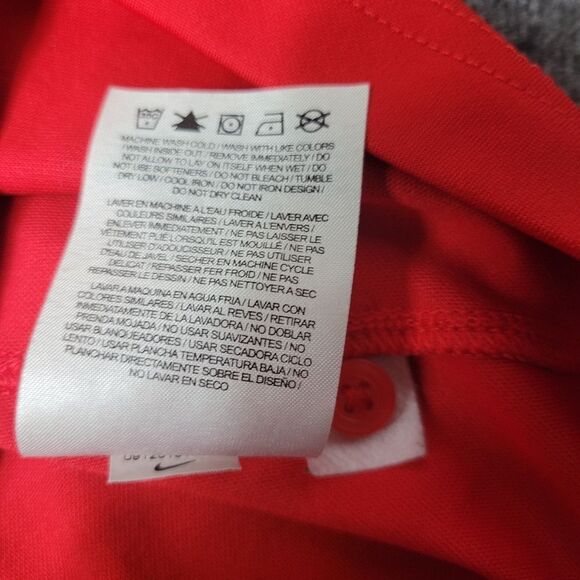 30C
MACHINE WASH COLD / WASH WITH LIKE COLORS
/ WASH INSIDE OUT / REMOVE IMMEDIATELY / DO
NOT ALLOW TO LAY ON ITSELF WHEN WET / DO
NOT USE SOFTENERS / DO NOT BLEACH / TUMBLE
DRY LOW / COOL IRON / DO NOT IRON DESIGN /
DO NOT DRY CLEAN
LAVER EN MACHINE A L'EAU FROIDE / LAVER AVEC
COULEURS SIMILAIRES / LAVER A L'ENVERS /
ENLEVER IMMEDIATEMENT / NE PAS LAISSER LE
VÊTEMENT PLIE LORSQU'IL EST MOUILLÉ / NE PAS
UTILISER D'ADOUCISSEUR / NE PAS UTILISER
D'EAU DE JAVEL / SECHER EN MACHINE CYCLE
DELICAT / REPASSER FER FROID / NE PAS
REPASSER LE DESSIN / NE PAS NETTOYER A SEC
LAVAR A MAQUINA EN AGUA FRIA / LAVAR CON
COLORES SIMILARES / LAVAR AL REVES / RETIRAR
INMEDIATAMENTE DE LA LAVADORA / NO DOBLAR
PRENDA MOJADA / NO USAR SUAVIZANTES / NO
USAR BLANQUEADORES / USAR SECADORA CICLO
LENTO / USAR PLANCHA TEMPERATURA BAJA / NO
PLANCHAR DIRECTAMENTE SOBRE EL DISEÑO /
NO LAVAR EN SECO